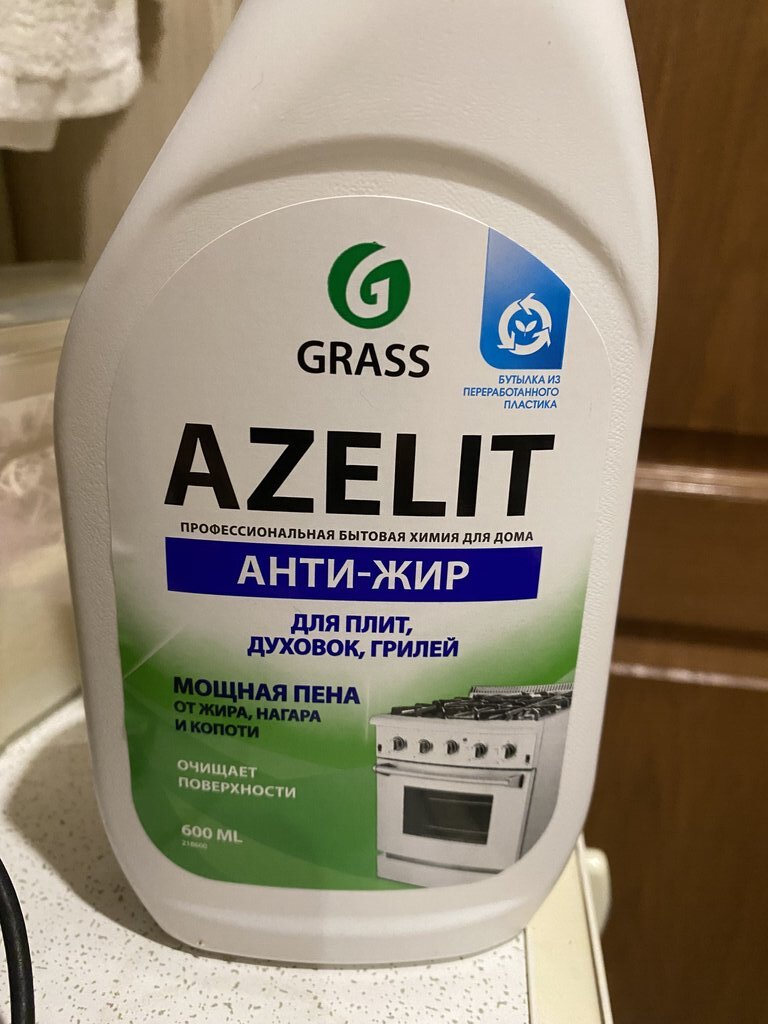 GRASS
БУТЫЛКА ИЗ
ПЕРЕРАБОТАННОГО
ПЛАСТИКА
AZELIT
ПРОФЕССИОНАЛЬНАЯ БЫТОВАЯ ХИМИЯ ДЛЯ ДОМА
АНТИ-ЖИР
ДЛЯ ПЛИТ,
ДУХОВОК, ГРИЛЕЙ
МОЩНАЯ ПЕНА
ОТ ЖИРА, НАГАРА
И КОПОТИ
ОЧИЩАЕТ
ПОВЕРХНОСТИ
600 ML
218600